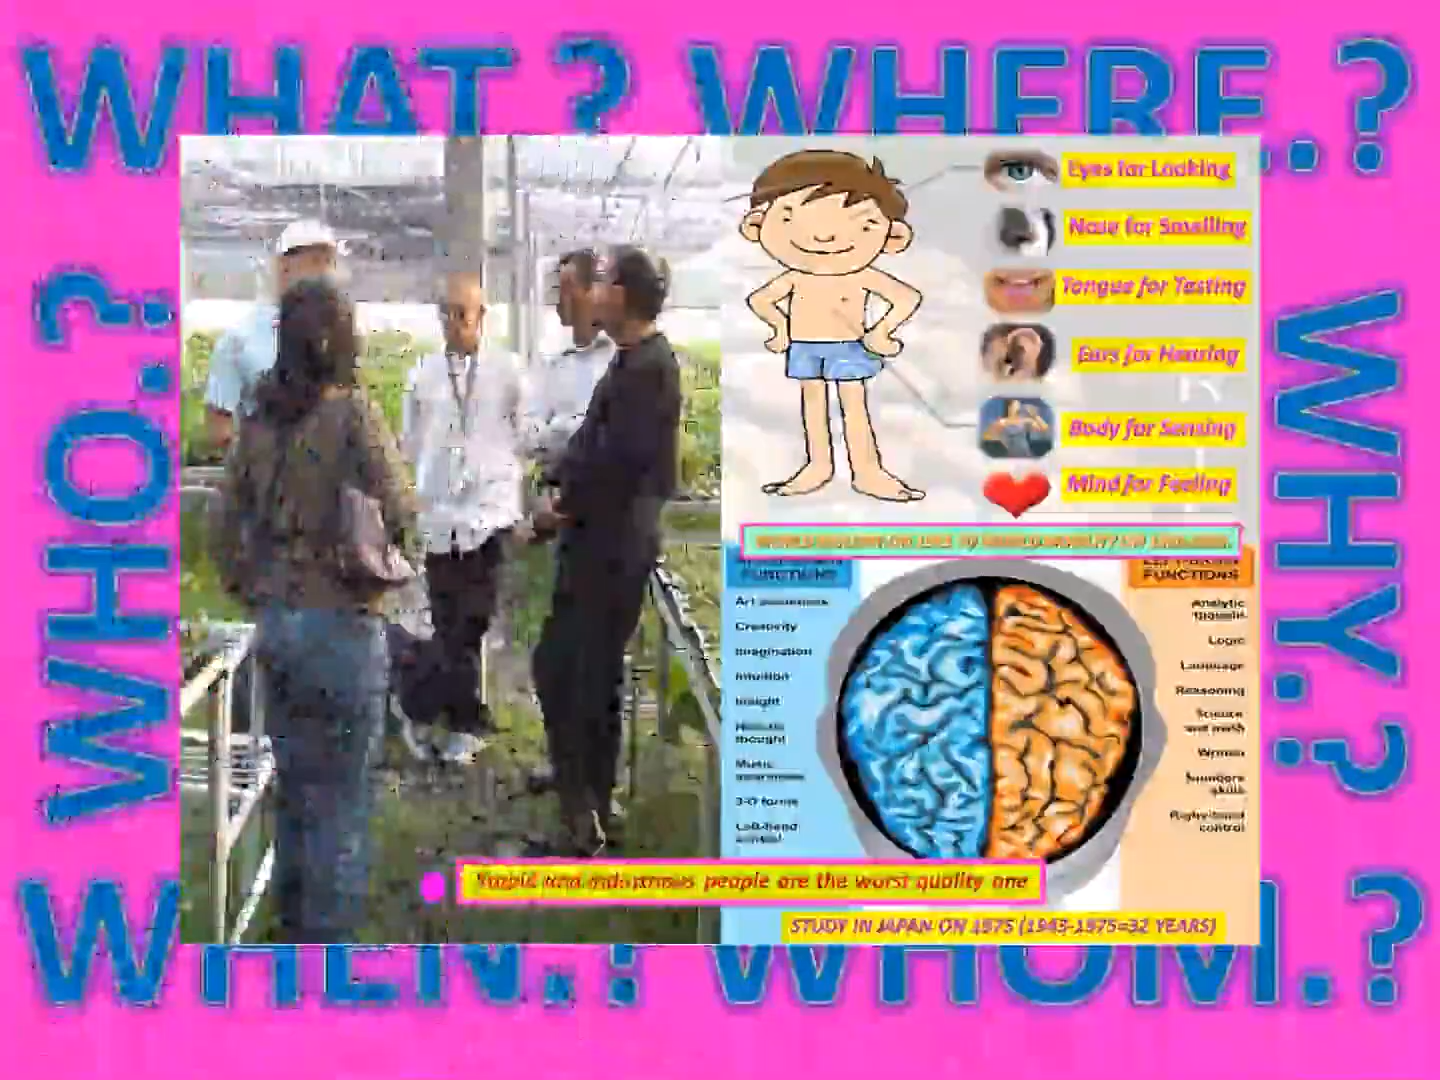 WHAT ? WHERE.?
WHO.?
WHY.?
Eyes for Looking
Nose for Smelling
Tongue for Tasting
Ears for Hearing
Body for Sensing
Mind for Feeling
FUNCTIONS
Art awareness
Creativity
Imagination
Intuition
Insight
Holistic
thought
Music
awareness
3-D forms
Left-hand
control
FUNCTIONS
Analytic
thought
Logic
Language
Reasoning
Science
and math
Written
Numbers
skills
Right-hand
control
people are the worst quality one
STUDY IN JAPAN ON 1975 (1943-1975=32 YEARS)
WHEN.? WHOM.?